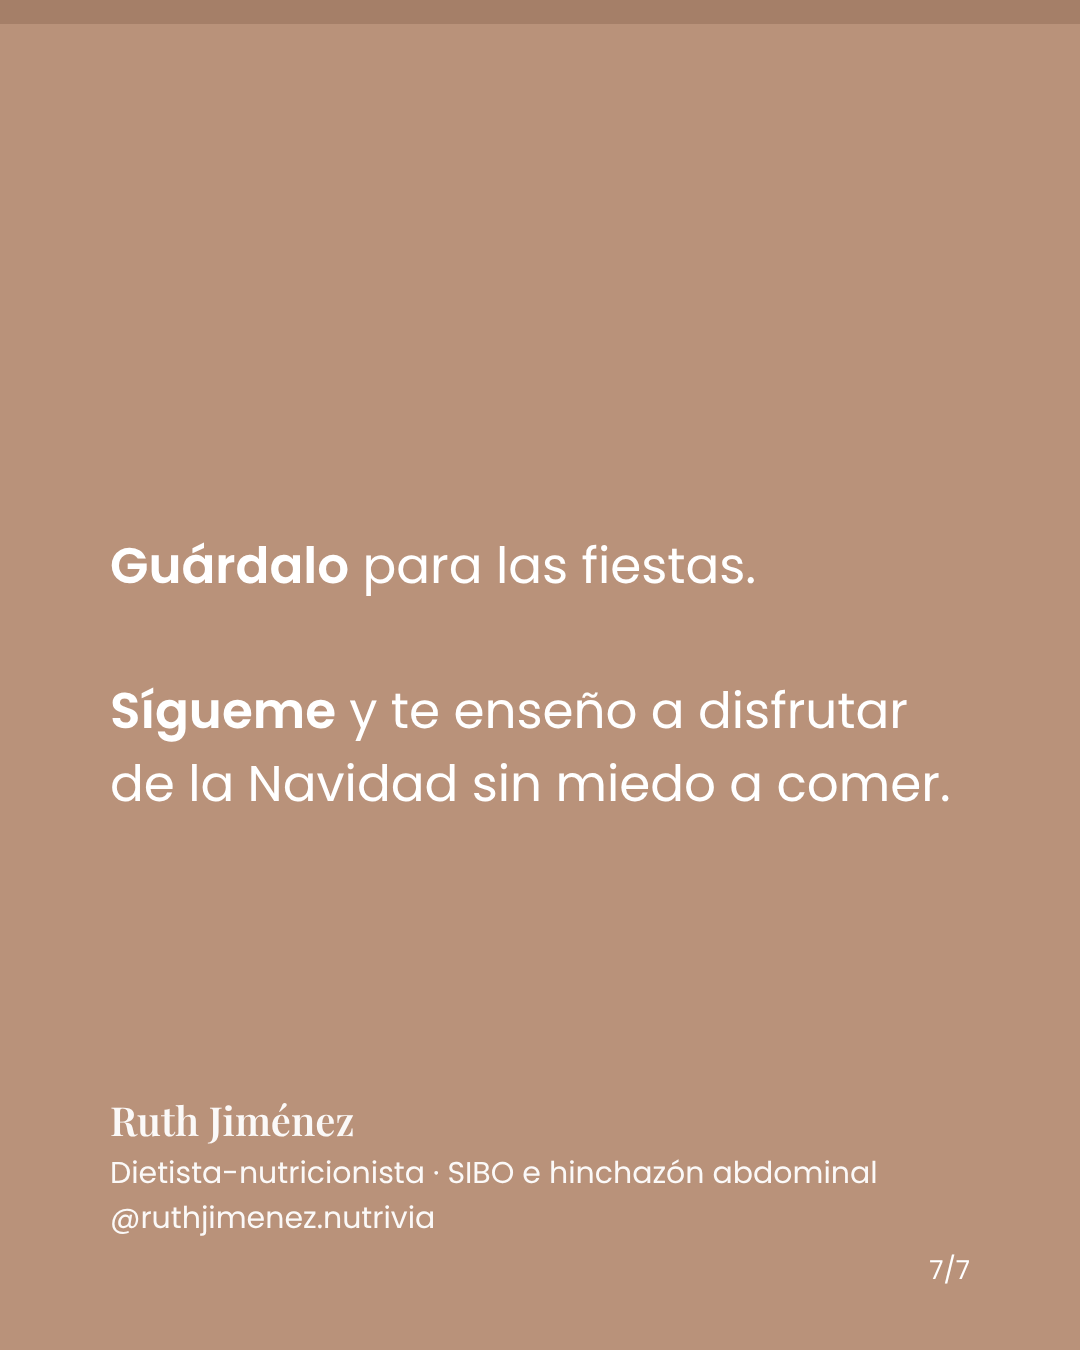 Guárdalo para las fiestas.
Sígueme y te enseño a disfrutar
de la Navidad sin miedo a comer.
Ruth Jiménez
Dietista-nutricionista · SIBO e hinchazón abdominal
@ruthjimenez.nutrivia
7/7